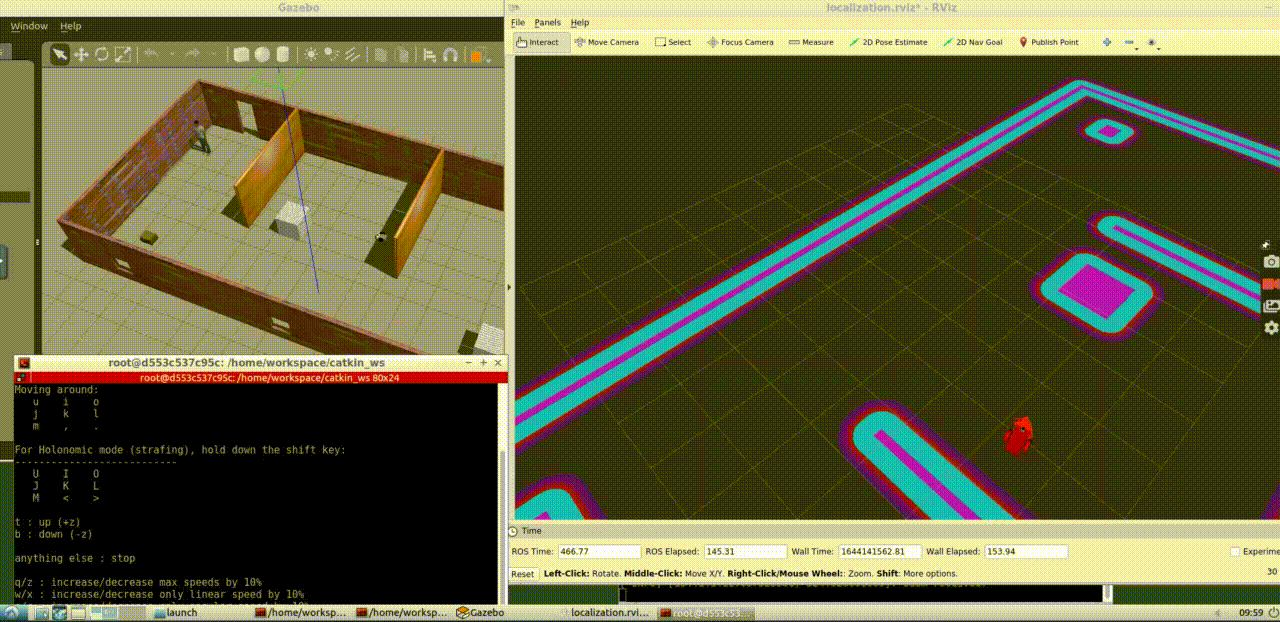 Gazebo
localization.rviz* - RViz
Window Help
File Panels Help
Interact Move Camera Select Focus Camera Measure 2D Pose Estimate 2D Nav Goal Publish Point
root@d553c537c95c: /home/workspace/catkin_ws
root@d553c537c95c: /home/workspace/catkin_ws 80x24
Moving around:
u i o
j k l
m , .
For Holonomic mode (strafing), hold down the shift key:
---------------------------
U I O
J K L
M < >
t : up (+z)
b : down (-z)
anything else : stop
q/z : increase/decrease max speeds by 10%
w/x : increase/decrease only linear speed by 10%
Time
ROS Time: 466.77 ROS Elapsed: 145.31 Wall Time: 1644141562.81 Wall Elapsed: 153.94 Experime
Reset Left-Click: Rotate. Middle-Click: Move X/Y. Right-Click/Mouse Wheel:: Zoom. Shift: More options. 30
launch /home/worksp... /home/worksp... Gazebo localization.rvi... root@d553c53... 09:59